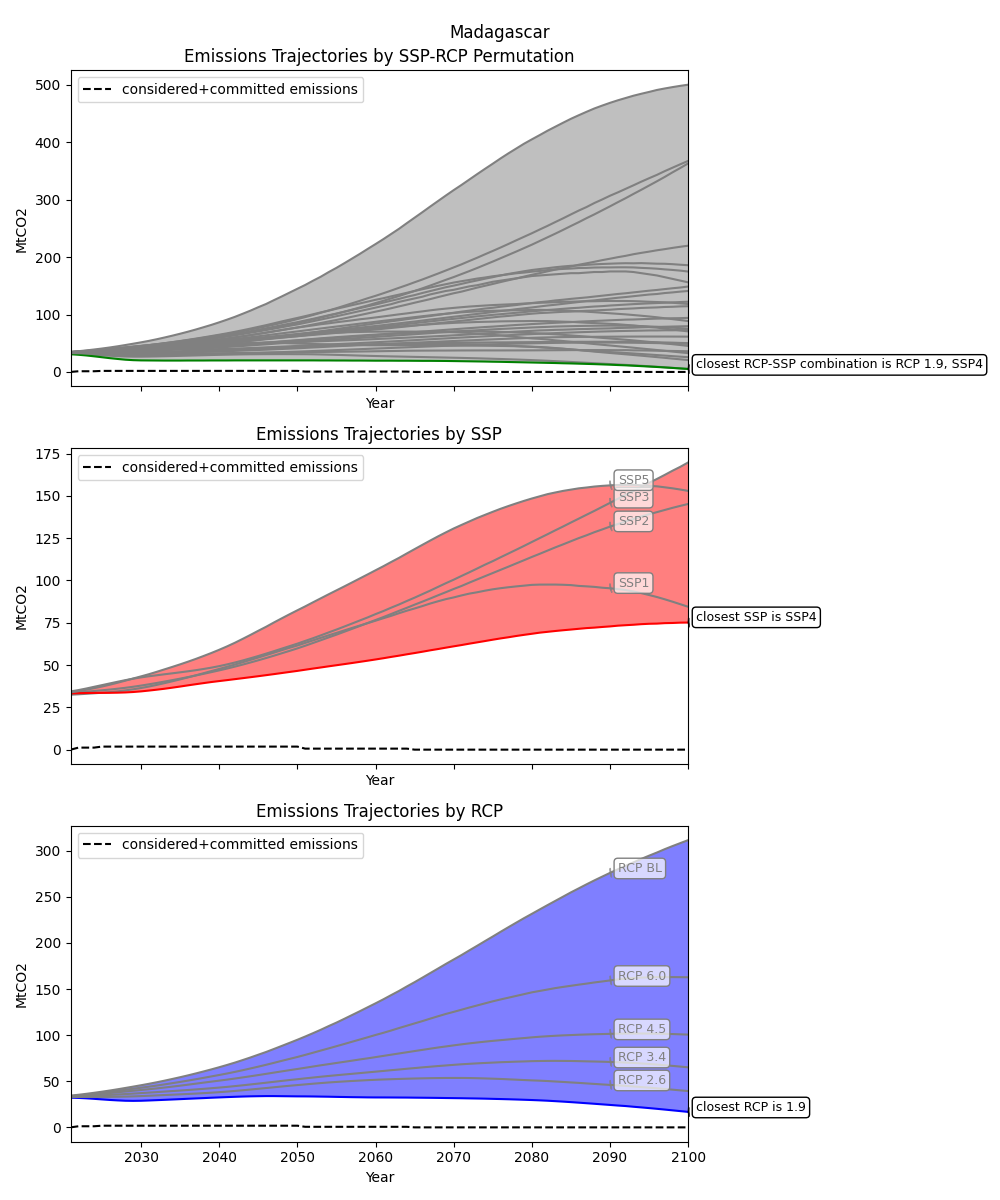 Madagascar
Emissions Trajectories by SSP-RCP Permutation
considered+committed emissions
500
400
300
200
100
0
MtCO2
Year
closest RCP-SSP combination is RCP 1.9, SSP4
Emissions Trajectories by SSP
considered+committed emissions
175
150
125
100
75
50
25
0
MtCO2
SSP5
SSP3
SSP2
SSP1
closest SSP is SSP4
Year
Emissions Trajectories by RCP
considered+committed emissions
300
250
200
150
100
50
0
MtCO2
RCP BL
RCP 6.0
RCP 4.5
RCP 3.4
RCP 2.6
closest RCP is 1.9
2030 2040 2050 2060 2070 2080 2090 2100
Year